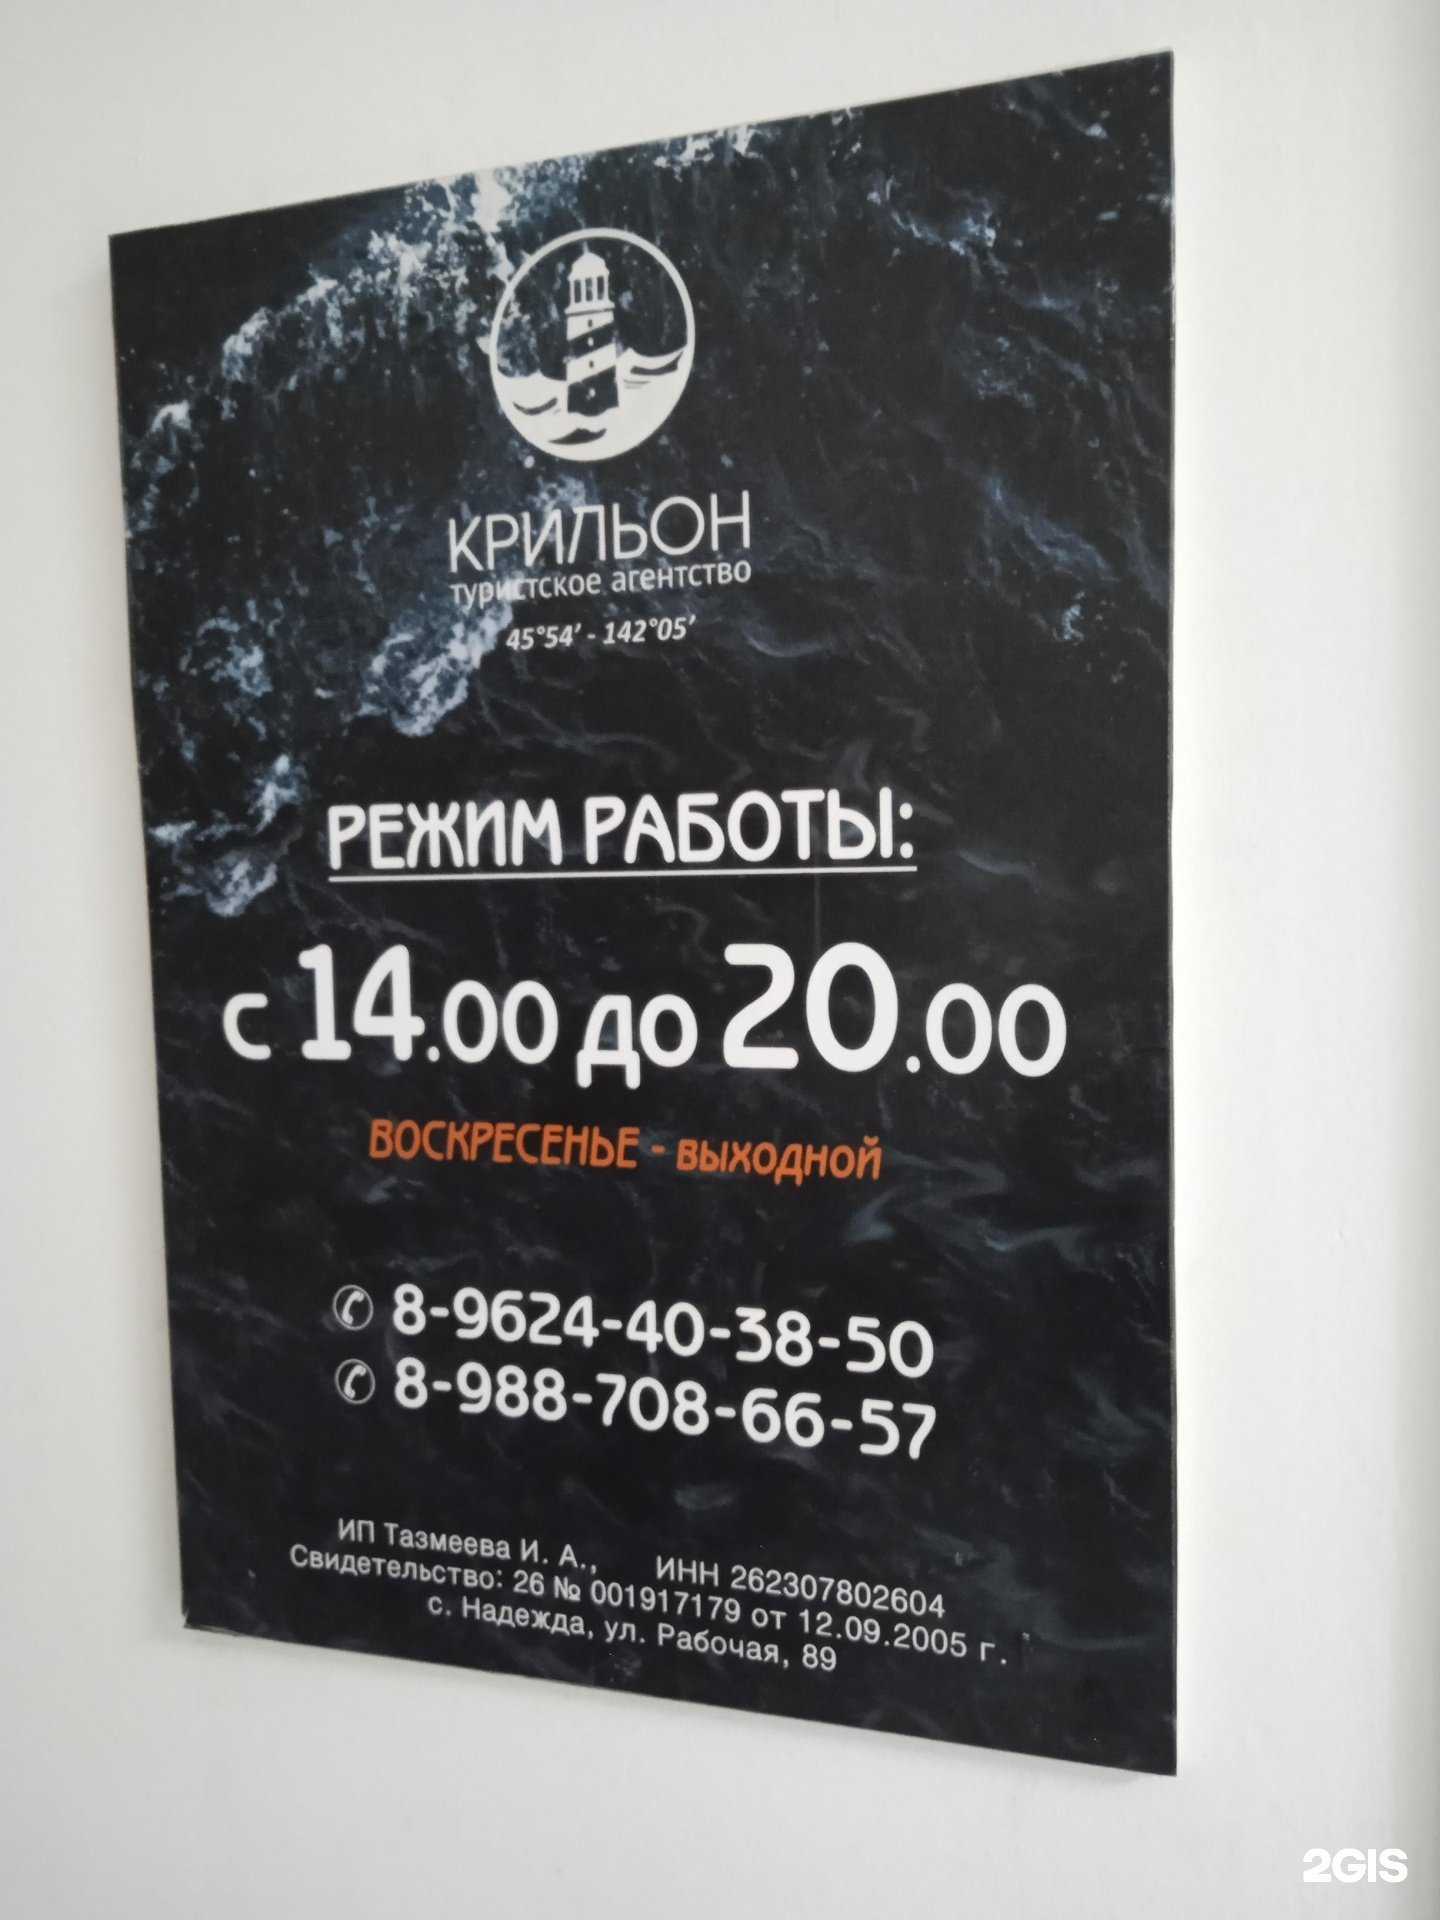 КРИЛЬОН
туристское агентство
45°54′ - 142°05′
РЕЖИМ РАБОТЫ:
с 14.00 до 20.00
ВОСКРЕСЕНЬЕ - выходной
8-9624-40-38-50
8-988-708-66-57
ИП Тазмеева И. А., ИНН 262307802604
Свидетельство: 26 № 001917179 от 12.09.2005 г.
с. Надежда, ул. Рабочая, 89
2GIS